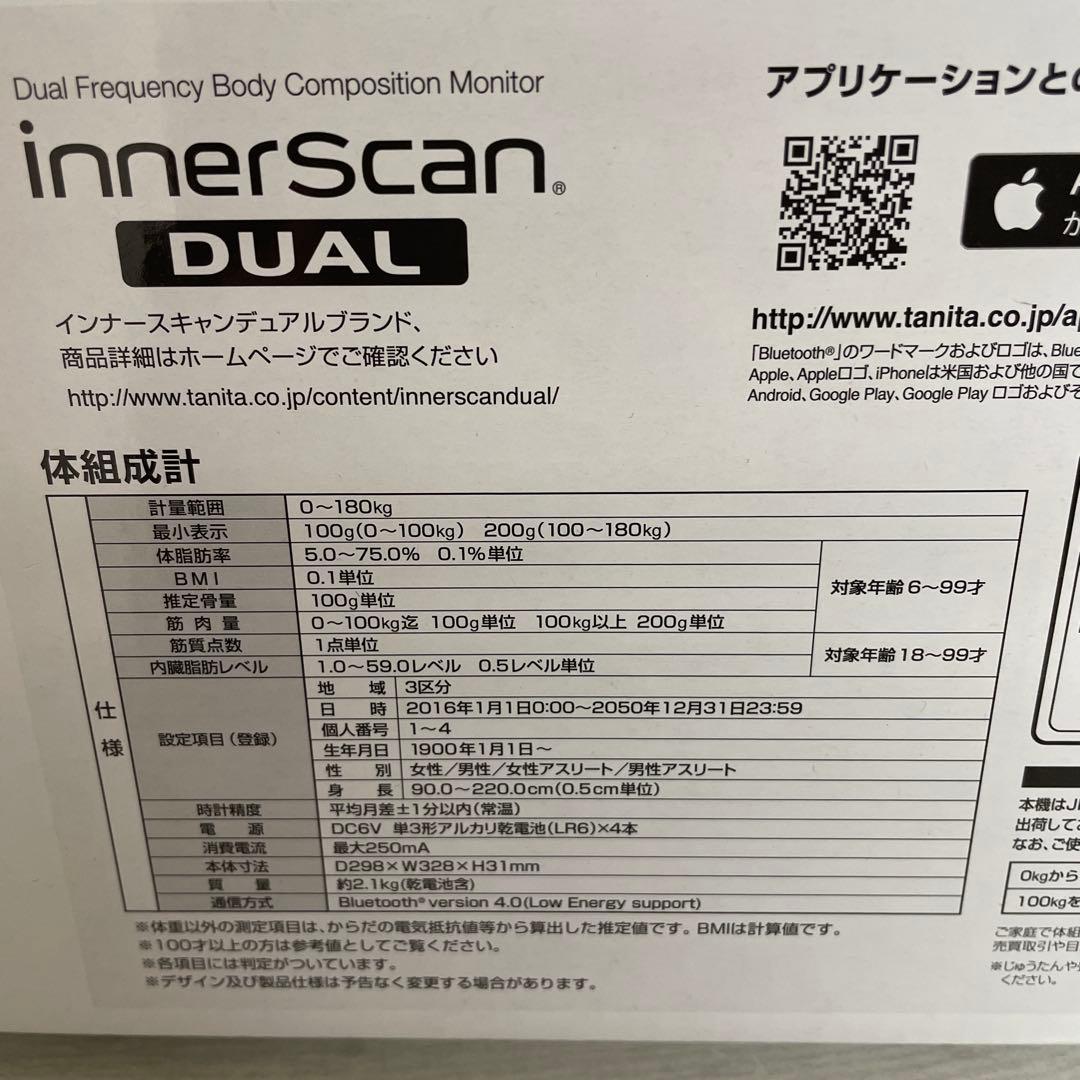 Dual Frequency Body Composition Monitor
innerScan®
DUAL
インナースキャンデュアルブランド、
商品詳細はホームページでご確認ください
http://www.tanita.co.jp/content/innerscandual/
アプリケーションとの
http://www.tanita.co.jp/ap
「Bluetooth®」のワードマークおよびロゴは、Blue
Apple、Appleロゴ、iPhoneは米国および他の国で
Android、Google Play、Google Play ロゴおよびそ
体組成計
仕様
計量範囲 0～180kg
最小表示 100g(0～100kg) 200g(100～180kg)
体脂肪率 5.0～75.0% 0.1%単位
BMI 0.1単位
推定骨量 100g単位
筋肉量 0～100kg迄 100g単位 100kg以上 200g単位
対象年齢 6～99才
筋質点数 1点単位
内臓脂肪レベル 1.0～59.0レベル 0.5レベル単位
対象年齢 18～99才
設定項目（登録）
地域 3区分
日時 2016年1月1日0:00～2050年12月31日23:59
個人番号 1～4
生年月日 1900年1月1日～
性別 女性／男性／女性アスリート／男性アスリート
身長 90.0～220.0cm(0.5cm単位)
時計精度 平均月差±1分以内(常温)
電源 DC6V 単3形アルカリ乾電池(LR6)×4本
消費電流 最大250mA
本体寸法 D298×W328×H31mm
質量 約2.1kg(乾電池含)
通信方式 Bluetooth® version 4.0(Low Energy support)
※体重以外の測定項目は、からだの電気抵抗値等から算出した推定値です。BMIは計算値です。
※100才以上の方は参考値としてご覧ください。
※各項目には判定がついています。
※デザイン及び製品仕様は予告なく変更する場合があります。
本機はJI
出荷してお
なお、ご使
0kgから
100kgを
ご家庭で体組
売買取引や目
※じゅうたんや
ください。